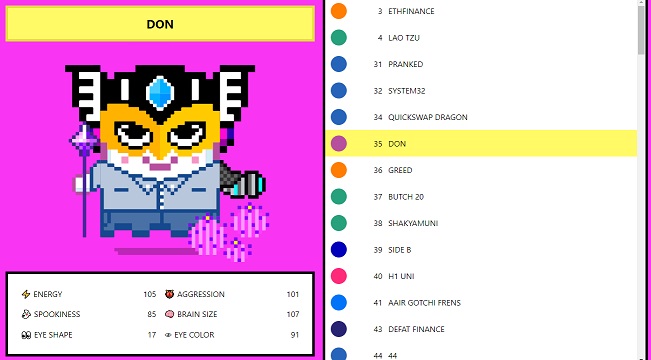 DON
ENERGY 105 AGGRESSION 101
SPOOKINESS 85 BRAIN SIZE 107
EYE SHAPE 17 EYE COLOR 91
3 ETHFINANCE
4 LAO TZU
31 PRANKED
32 SYSTEM32
34 QUICKSWAP DRAGON
35 DON
36 GREED
37 BUTCH 20
38 SHAKYAMUNI
39 SIDE B
40 H1 UNI
41 AAIR GOTCHI FRENS
43 DEFAT FINANCE
44 44